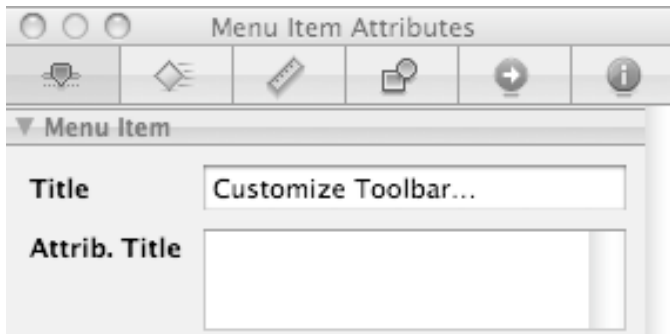 Menu Item Attributes
Menu Item
Title
Customize Toolbar...
Attrib. Title